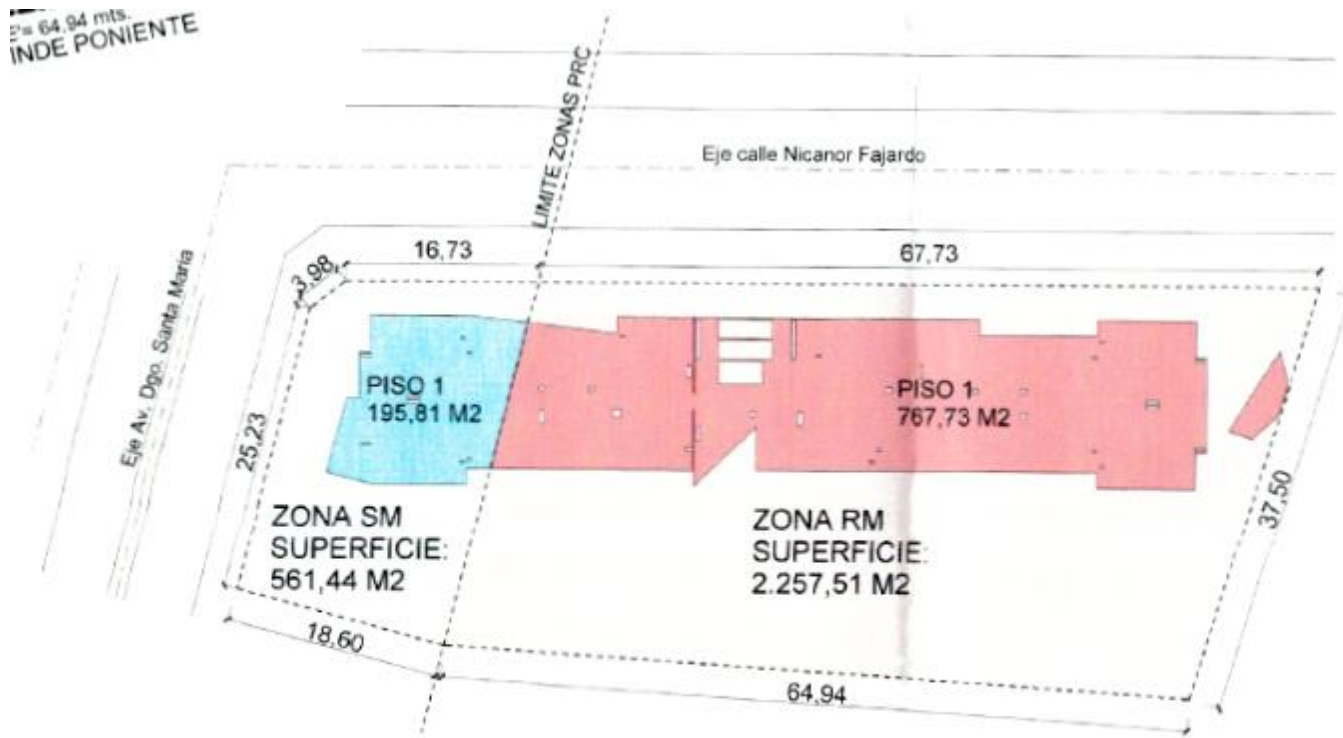 E'= 64.94 mts.
INDE PONIENTE
LIMITE ZONAS PRC
Eje calle Nicanor Fajardo
Eje Av. Dgo. Santa Maria
16,73
67,73
3,98
25,23
PISO 1
195,81 M2
PISO 1
767,73 M2
37,50
ZONA SM
SUPERFICIE:
561,44 M2
ZONA RM
SUPERFICIE:
2.257,51 M2
18,60
64,94